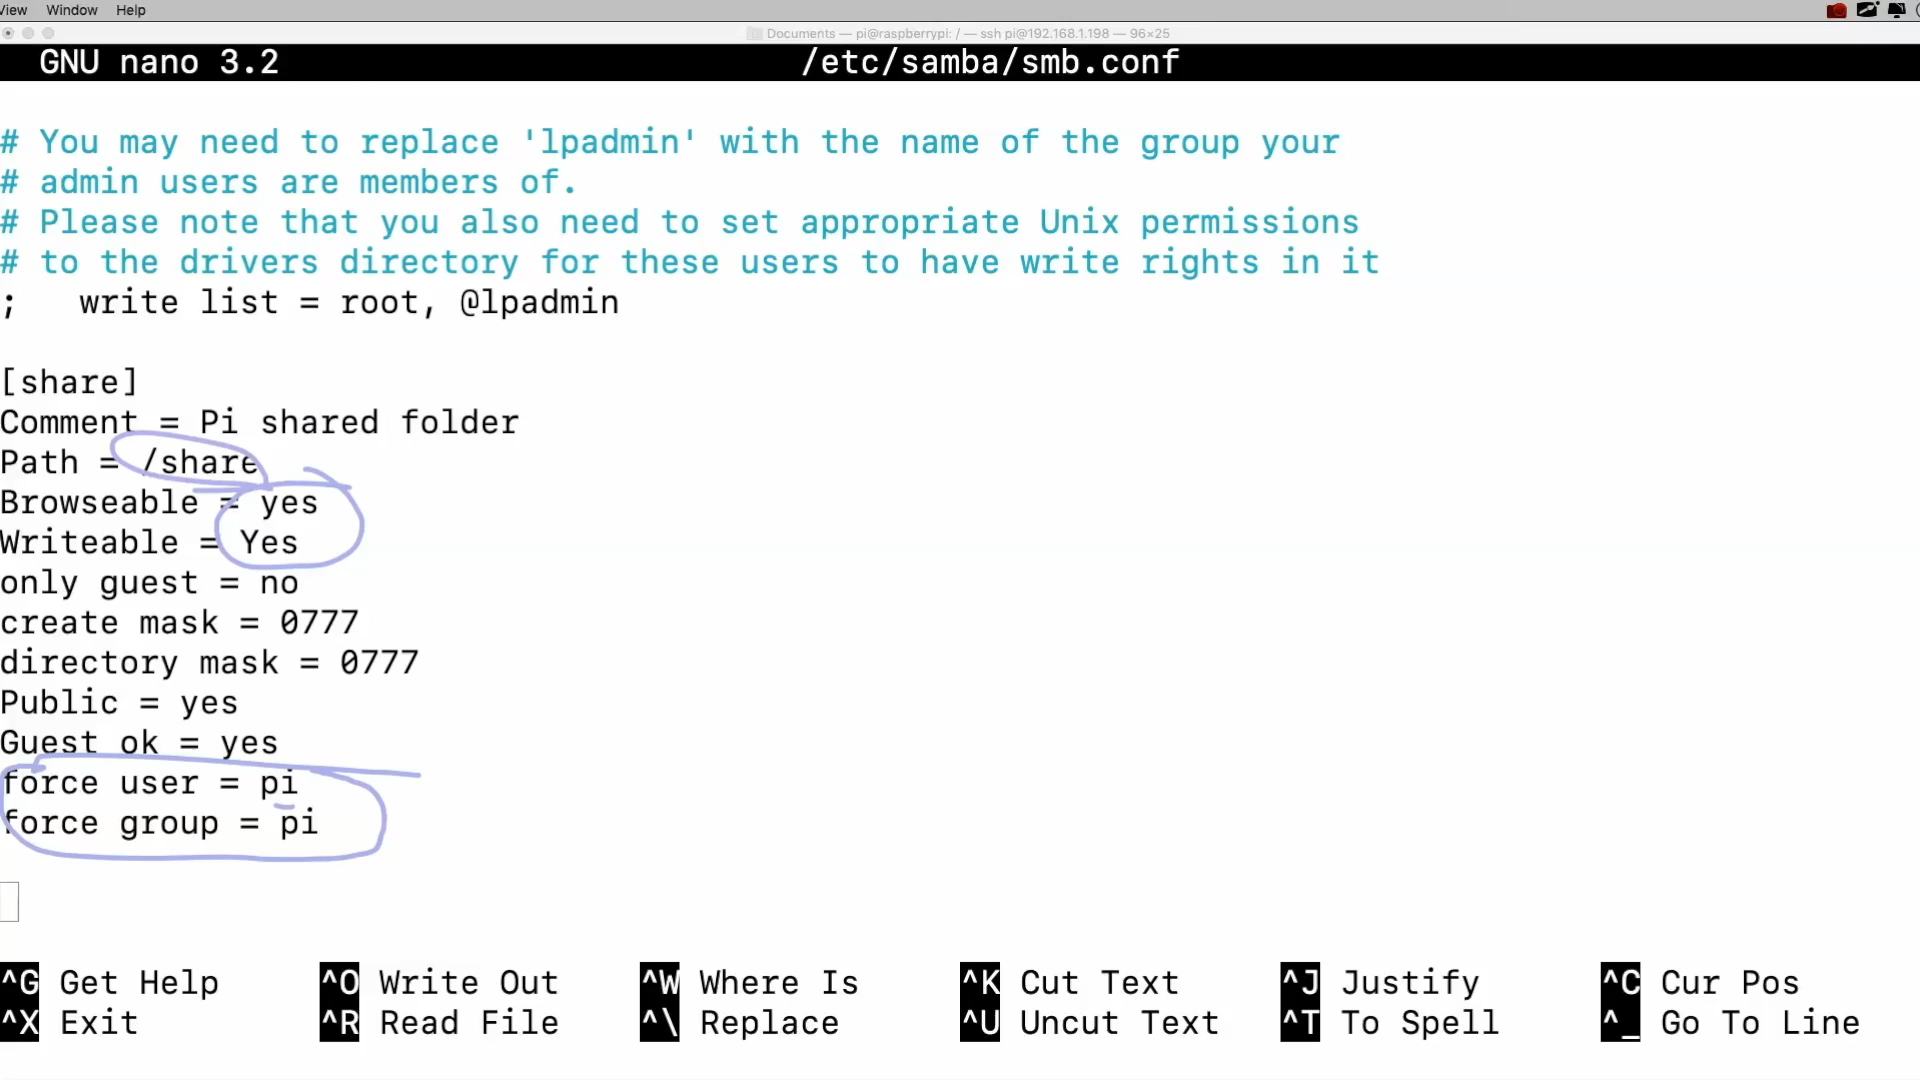 View Window Help
Documents — pi@raspberrypi: / — ssh pi@192.168.1.198 — 96×25
GNU nano 3.2 /etc/samba/smb.conf
# You may need to replace 'lpadmin' with the name of the group your
# admin users are members of.
# Please note that you also need to set appropriate Unix permissions
# to the drivers directory for these users to have write rights in it
;   write list = root, @lpadmin
[share]
Comment = Pi shared folder
Path = /share
Browseable = yes
Writeable = Yes
only guest = no
create mask = 0777
directory mask = 0777
Public = yes
Guest ok = yes
force user = pi
force group = pi
^G Get Help ^O Write Out ^W Where Is ^K Cut Text ^J Justify ^C Cur Pos
^X Exit ^R Read File ^\ Replace ^U Uncut Text ^T To Spell ^_ Go To Line